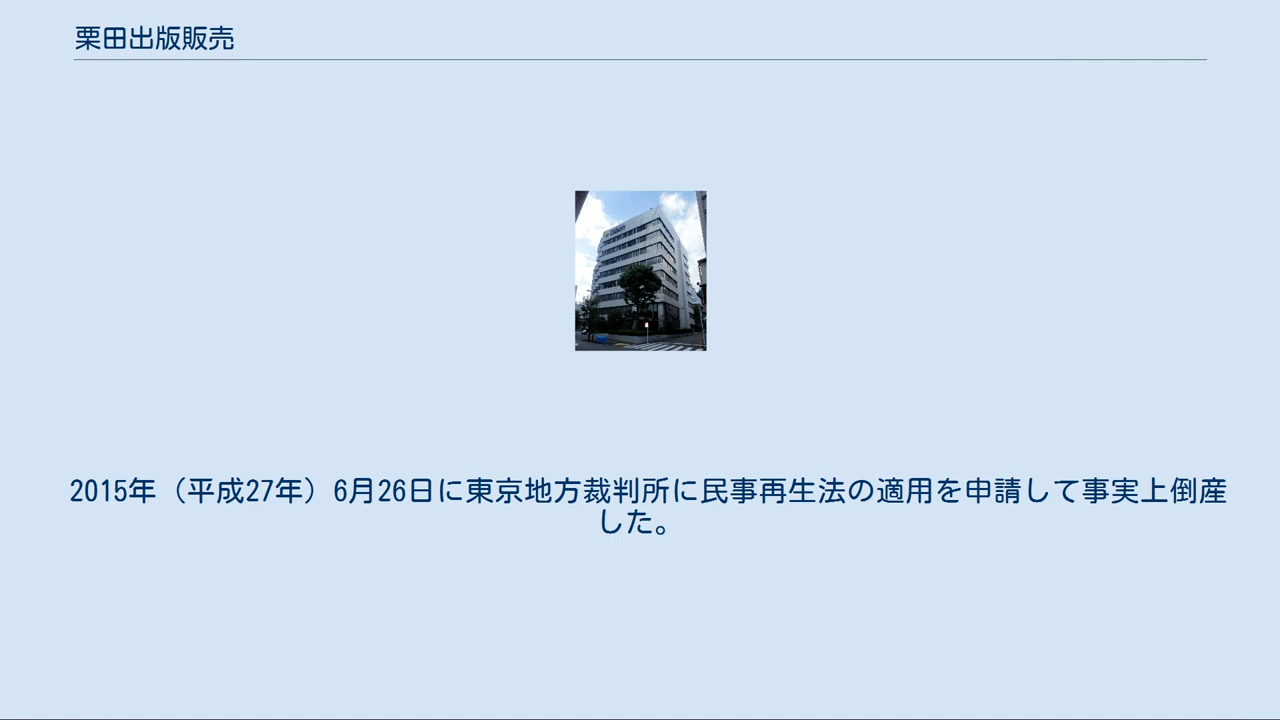 栗田出版販売
2015年（平成27年）6月26日に東京地方裁判所に民事再生法の適用を申請して事実上倒産
した。